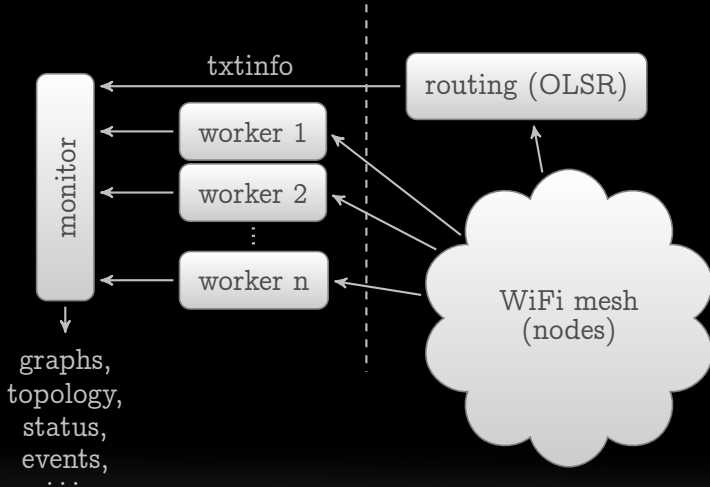 txtinfo
routing (OLSR)
monitor
worker 1
worker 2
⋮
worker n
WiFi mesh
(nodes)
graphs,
topology,
status,
events,
...